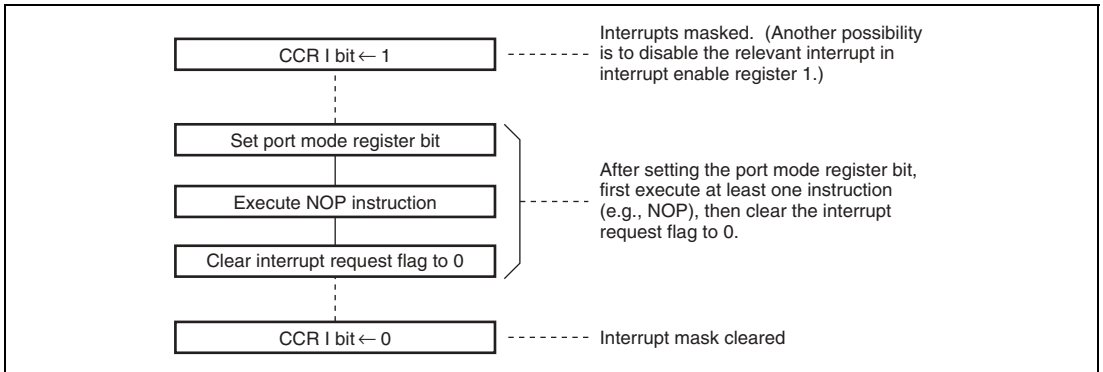 CCR I bit ← 1
Interrupts masked. (Another possibility
is to disable the relevant interrupt in
interrupt enable register 1.)
Set port mode register bit
Execute NOP instruction
Clear interrupt request flag to 0
After setting the port mode register bit,
first execute at least one instruction
(e.g., NOP), then clear the interrupt
request flag to 0.
CCR I bit ← 0
Interrupt mask cleared